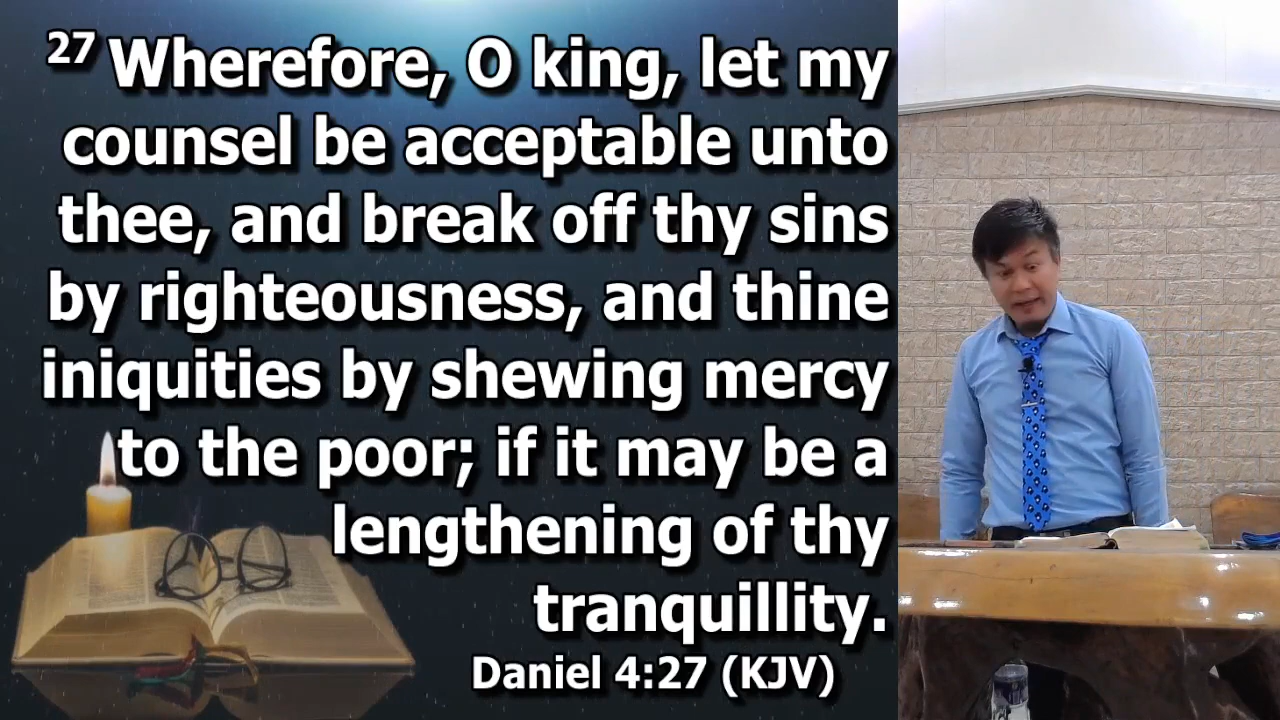 27 Wherefore, O king, let my
counsel be acceptable unto
thee, and break off thy sins
by righteousness, and thine
iniquities by shewing mercy
to the poor; if it may be a
lengthening of thy
tranquillity.
Daniel 4:27 (KJV)